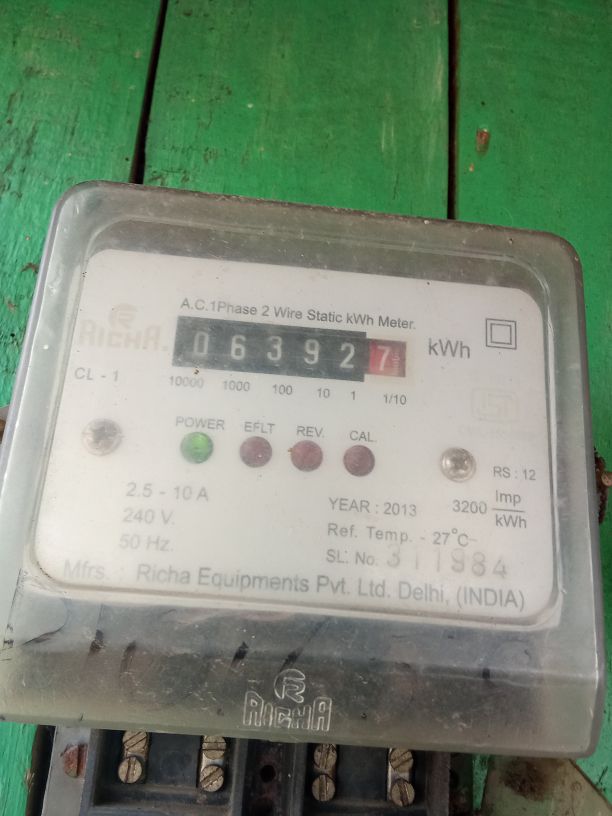 A.C.1Phase 2 Wire Static kWh Meter.
RICHA.
063927 kWh
CL - 1
10000 1000 100 10 1 1/10
POWER EFLT REV. CAL.
RS : 12
2.5 - 10 A
YEAR : 2013
3200 Imp/kWh
240 V.
Ref. Temp. - 27°C
50 Hz.
SL. No. 311984
Mfrs. : Richa Equipments Pvt. Ltd. Delhi, (INDIA)
RICHA